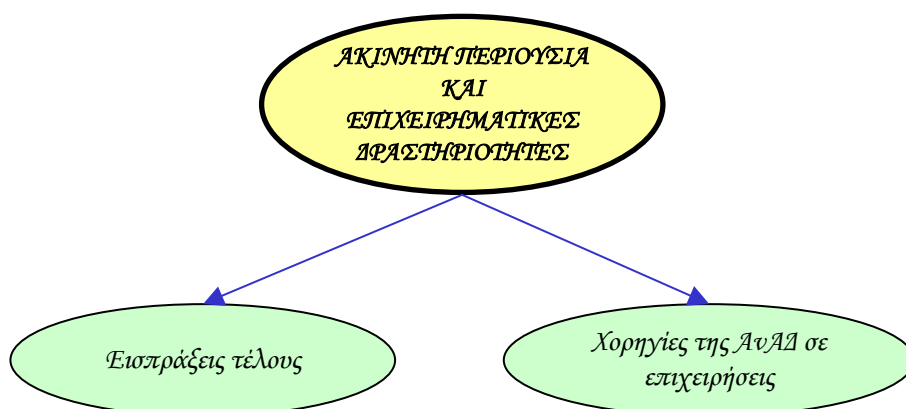 ΑΚΙΝΗΤΗ ΠΕΡΙΟΥΣΙΑ
ΚΑΙ
ΕΠΙΧΕΙΡΗΜΑΤΙΚΕΣ
ΔΡΑΣΤΗΡΙΟΤΗΤΕΣ
Εισπράξεις τέλους
Χορηγίες της ΑνΑΔ σε
επιχειρήσεις